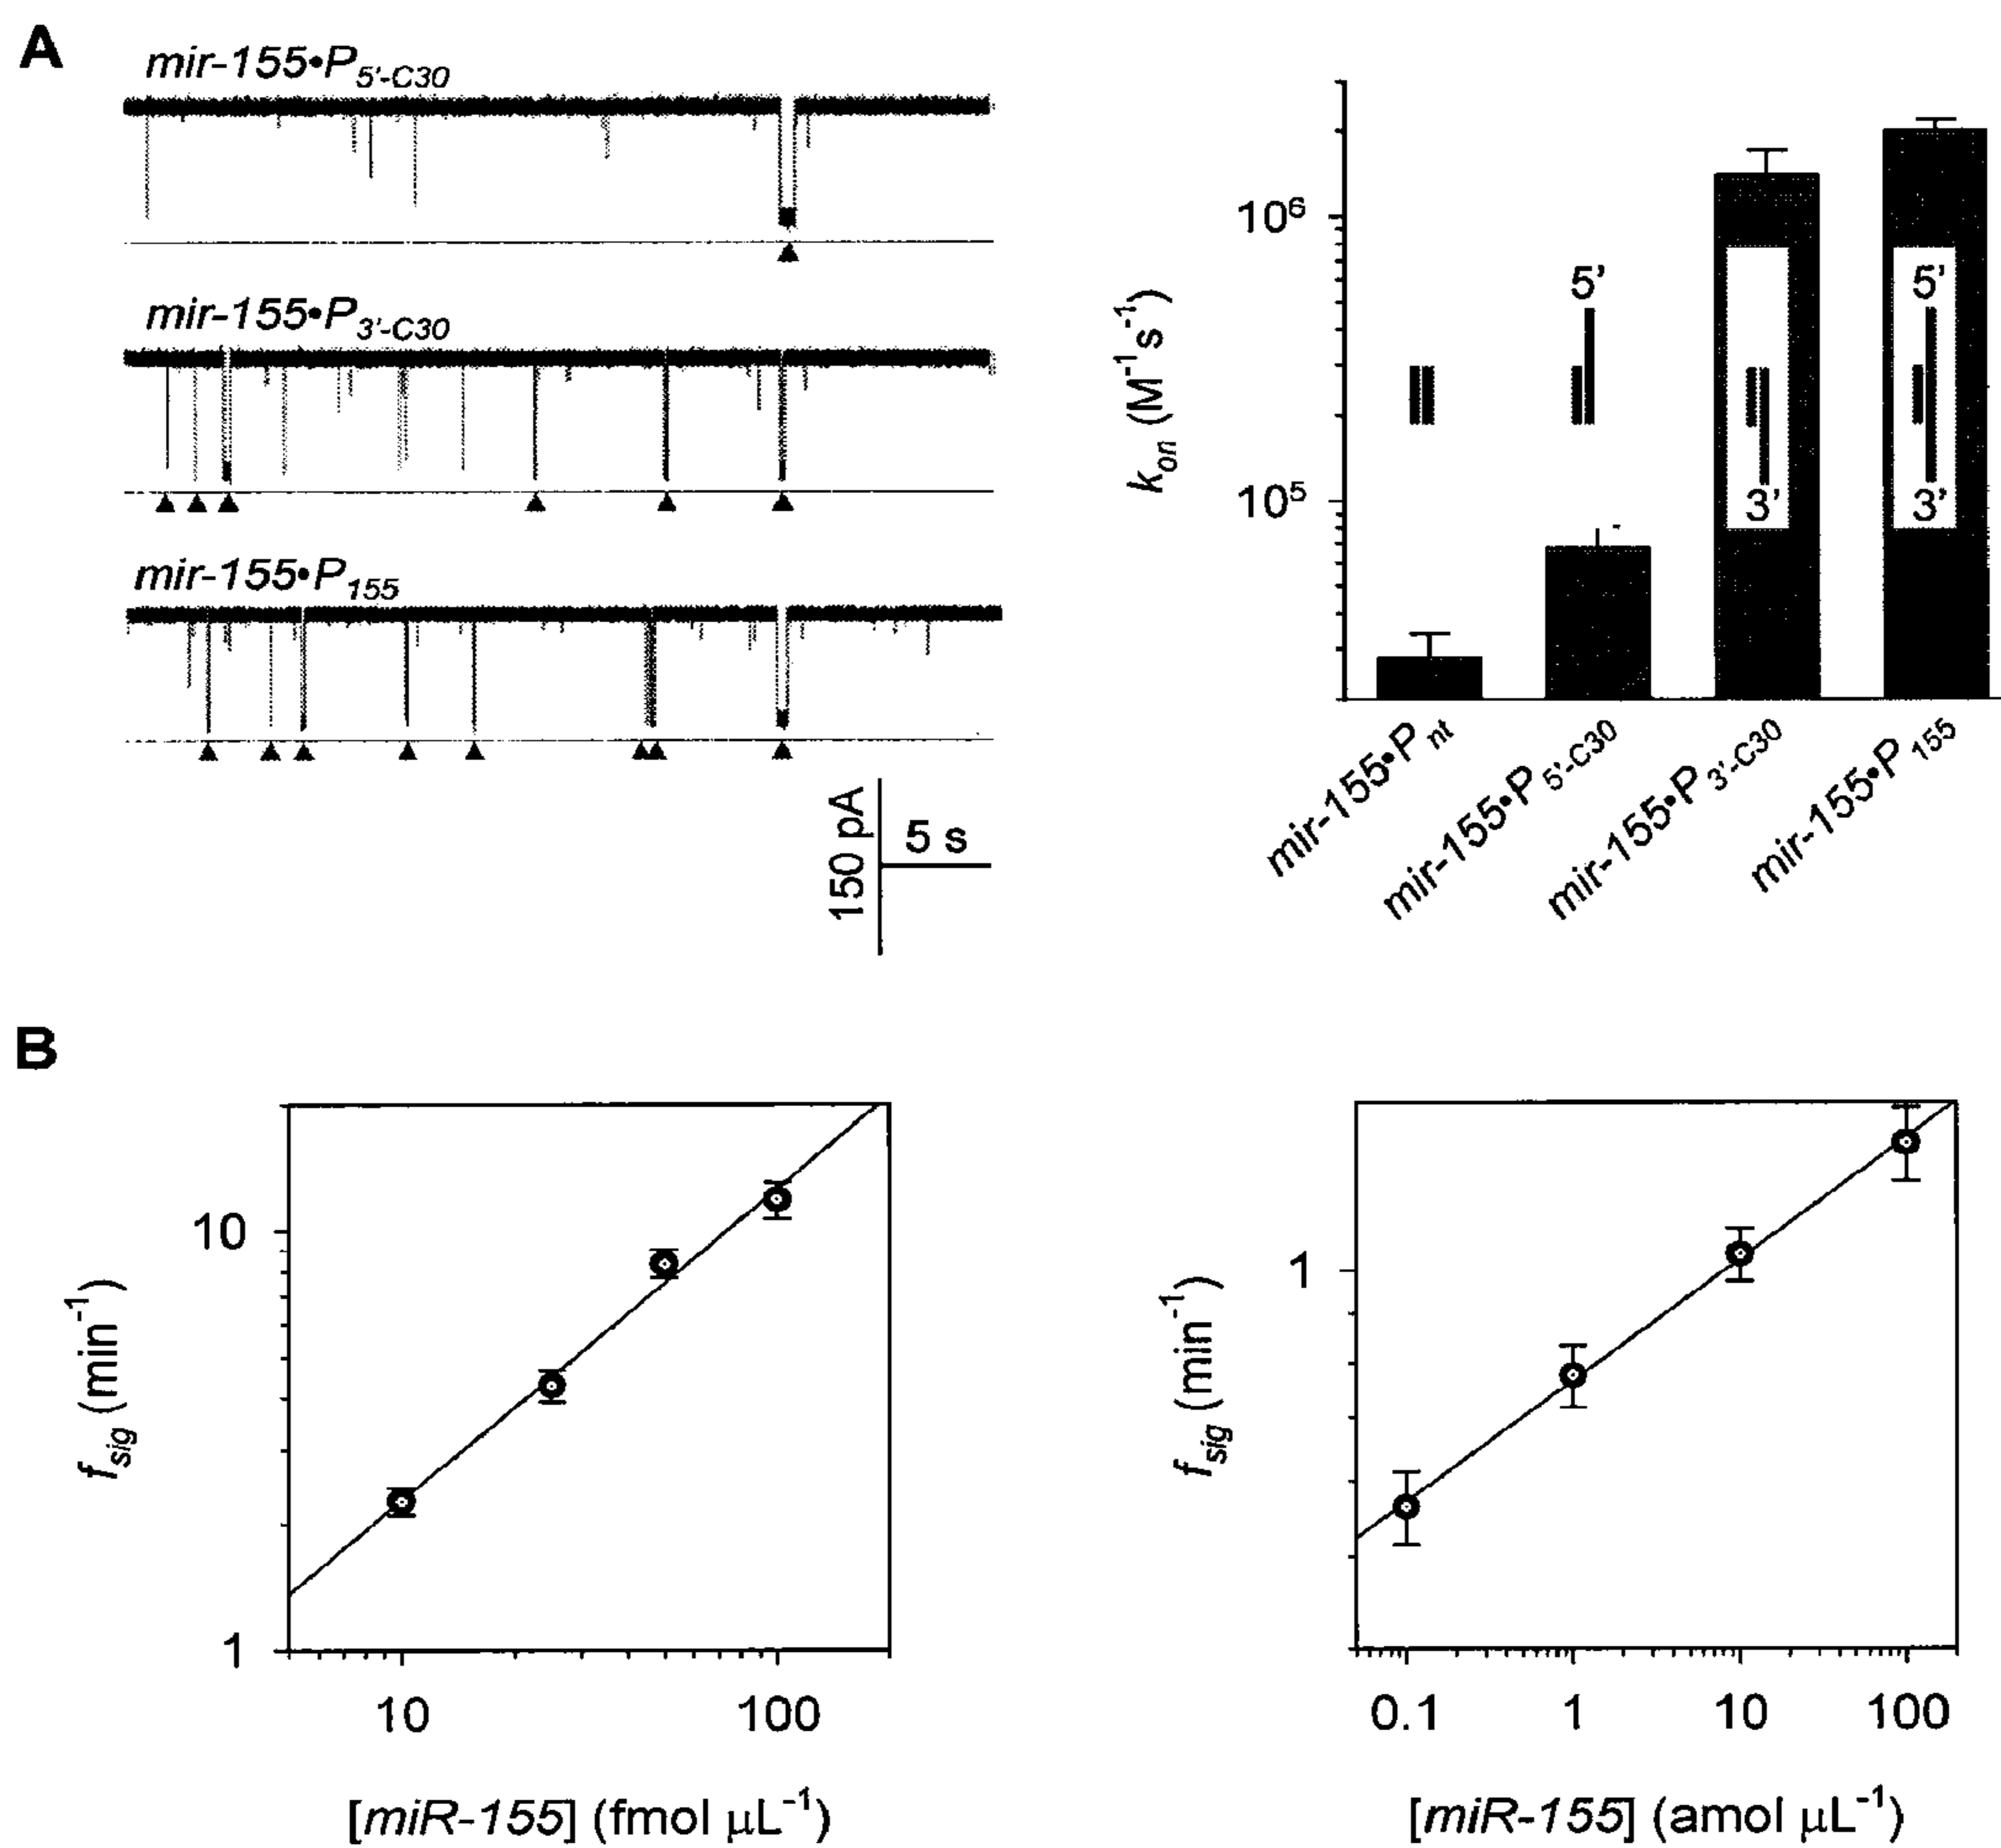 A
mir-155•P5'-C30
mir-155•P3'-C30
mir-155•P155
150 pA
5 s
kon (M-1s-1)
10^6
10^5
5'
3'
5'
3'
mir-155•P nt
mir-155•P 5'-C30
mir-155•P 3'-C30
mir-155•P 155
B
fsig (min-1)
10
1
10
100
[miR-155] (fmol μL-1)
fsig (min-1)
1
0.1
1
10
100
[miR-155] (amol μL-1)